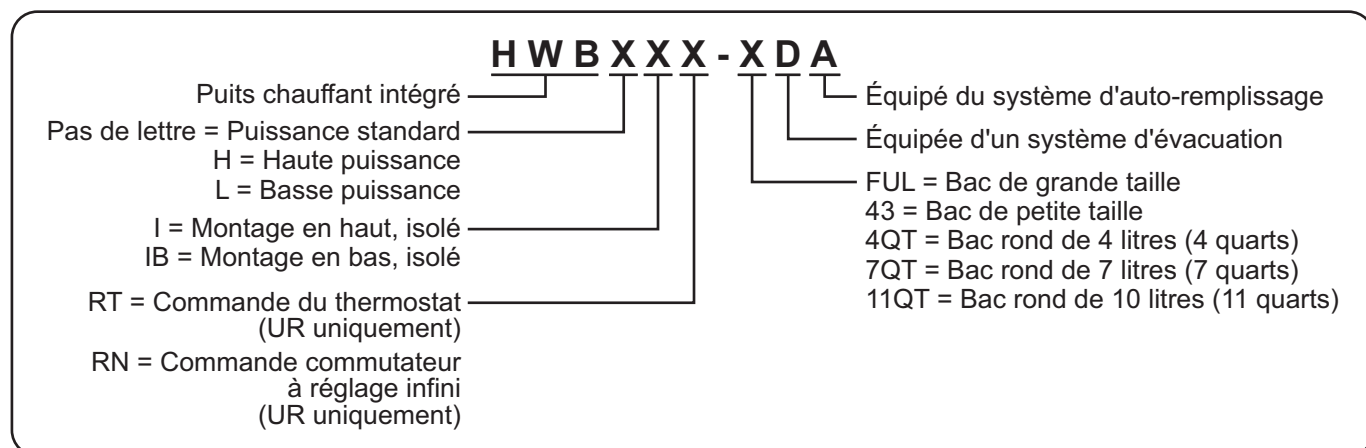 H W B X X X - X D A
Puits chauffant intégré
Pas de lettre = Puissance standard
H = Haute puissance
L = Basse puissance
I = Montage en haut, isolé
IB = Montage en bas, isolé
RT = Commande du thermostat
(UR uniquement)
RN = Commande commutateur
à réglage infini
(UR uniquement)
Équipé du système d'auto-remplissage
Équipée d'un système d'évacuation
FUL = Bac de grande taille
43 = Bac de petite taille
4QT = Bac rond de 4 litres (4 quarts)
7QT = Bac rond de 7 litres (7 quarts)
11QT = Bac rond de 10 litres (11 quarts)